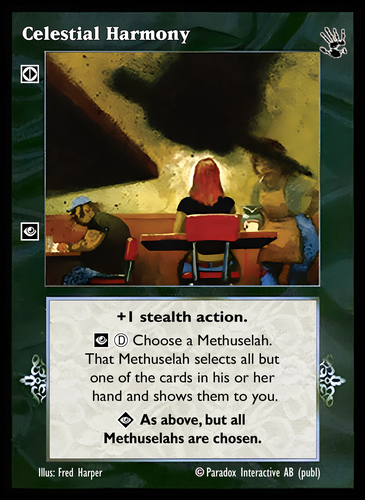 Celestial Harmony
+1 stealth action.
Ⓓ Choose a Methuselah.
That Methuselah selects all but
one of the cards in his or her
hand and shows them to you.
As above, but all
Methuselahs are chosen.
Illus: Fred Harper © Paradox Interactive AB (publ)